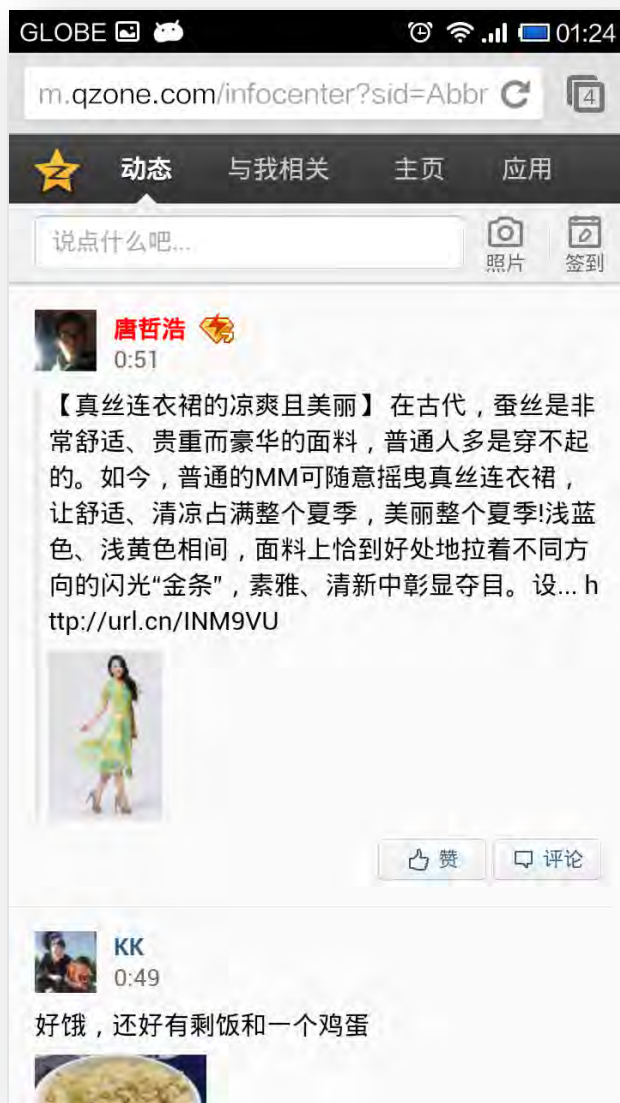 GLOBE 01:24
m.qzone.com/infocenter?sid=Abbr 4
动态 与我相关 主页 应用
说点什么吧... 照片 签到
唐哲浩
0:51
【真丝连衣裙的凉爽且美丽】在古代，蚕丝是非
常舒适、贵重而豪华的面料，普通人多是穿不起
的。如今，普通的MM可随意摇曳真丝连衣裙，
让舒适、清凉占满整个夏季，美丽整个夏季!浅蓝
色、浅黄色相间，面料上恰到好处地拉着不同方
向的闪光“金条”，素雅、清新中彰显夺目。设... h
ttp://url.cn/INM9VU
赞 评论
KK
0:49
好饿，还好有剩饭和一个鸡蛋